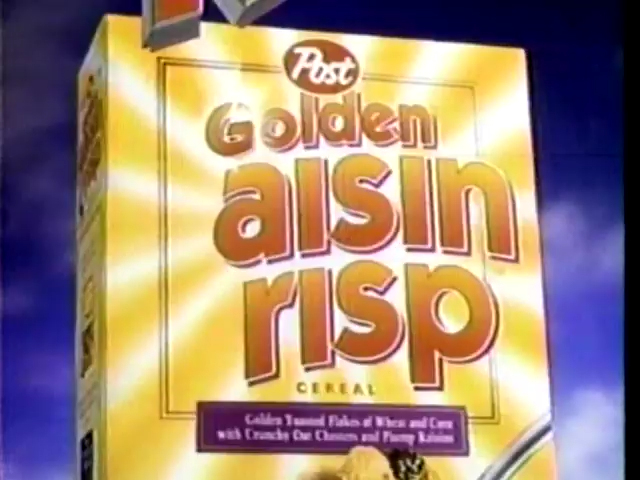 Post
Golden
aisin
risp
CEREAL
Golden Toasted Flakes of Wheat and Corn
with Crunchy Oat Clusters and Plump Raisins